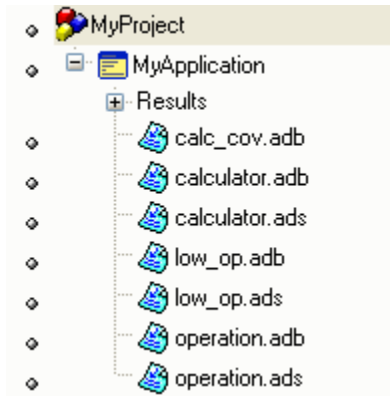 MyProject
MyApplication
Results
calc_cov.adb
calculator.adb
calculator.ads
low_op.adb
low_op.ads
operation.adb
operation.ads